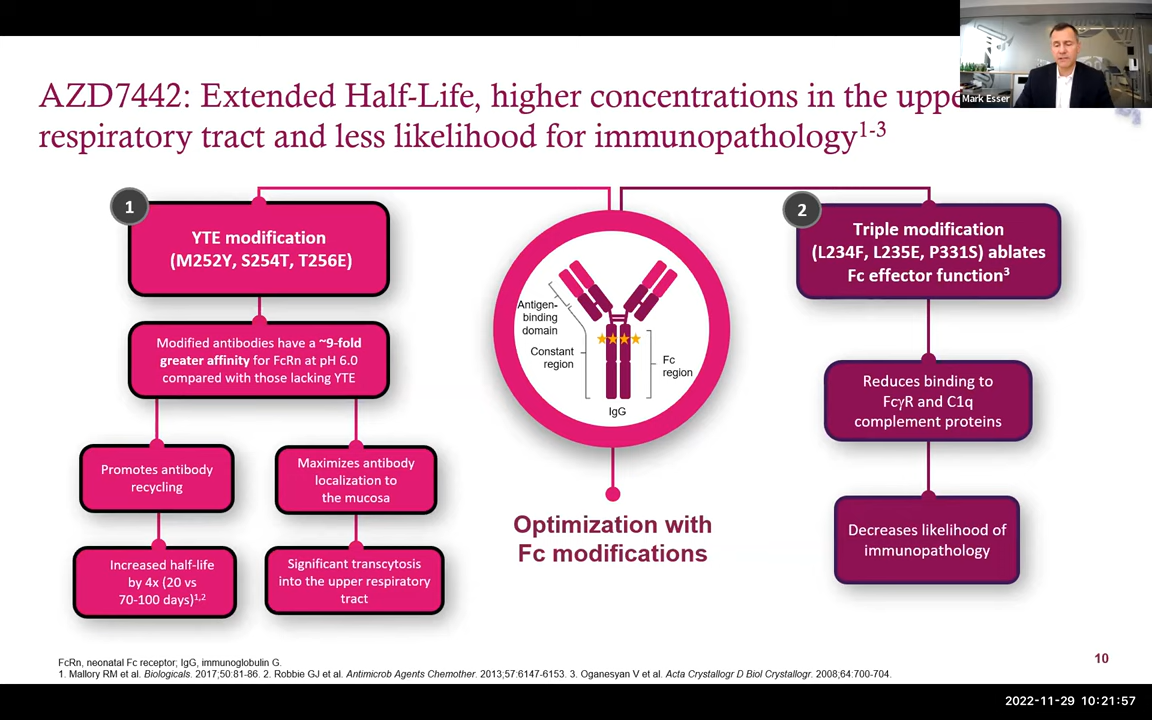 Mark Esser
AZD7442: Extended Half-Life, higher concentrations in the
respiratory tract and less likelihood for immunopathology1-3
1
YTE modification
(M252Y, S254T, T256E)
Modified antibodies have a ~9-fold
greater affinity for FcRn at pH 6.0
compared with those lacking YTE
Promotes antibody
recycling
Increased half-life
by 4x (20 vs
70-100 days)1,2
Maximizes antibody
localization to
the mucosa
Significant transcytosis
into the upper respiratory
tract
Antigen-
binding
domain
Constant
region
Fc
region
IgG
Optimization with
Fc modifications
2
Triple modification
(L234F, L235E, P331S) ablates
Fc effector function3
Reduces binding to
FcγR and C1q
complement proteins
Decreases likelihood of
immunopathology
FcRn, neonatal Fc receptor; IgG, immunoglobulin G.
1. Mallory RM et al. Biologicals. 2017;50:81-86. 2. Robbie GJ et al. Antimicrob Agents Chemother. 2013;57:6147-6153. 3. Oganesyan V et al. Acta Crystallogr D Biol Crystallogr. 2008;64:700-704.
10
2022-11-29 10:21:57